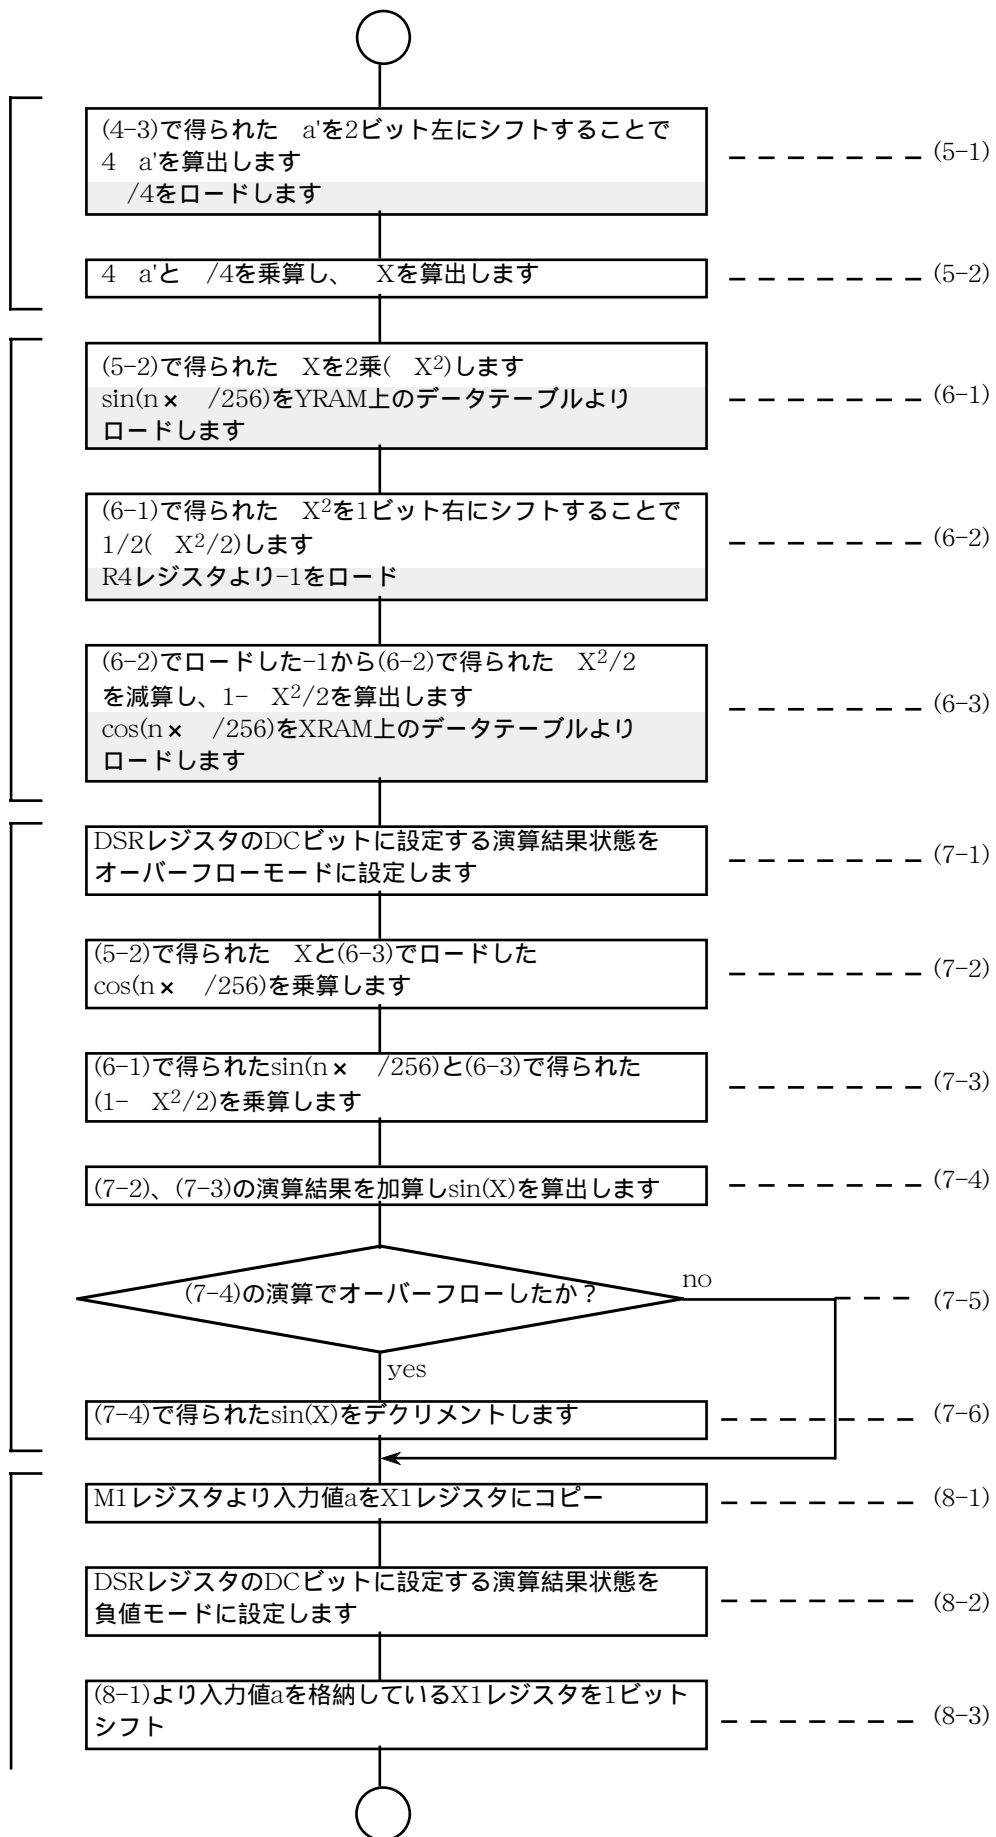 (4-3)で得られた　a'を2ビット左にシフトすることで
4　a'を算出します
　/4をロードします
(5-1)
4　a'と　/4を乗算し、　Xを算出します
(5-2)
(5-2)で得られた　Xを2乗(　X²)します
sin(n×　/256)をYRAM上のデータテーブルより
ロードします
(6-1)
(6-1)で得られた　X²を1ビット右にシフトすることで
1/2(　X²/2)します
R4レジスタより-1をロード
(6-2)
(6-2)でロードした-1から(6-2)で得られた　X²/2
を減算し、1-　X²/2を算出します
cos(n×　/256)をXRAM上のデータテーブルより
ロードします
(6-3)
DSRレジスタのDCビットに設定する演算結果状態を
オーバーフローモードに設定します
(7-1)
(5-2)で得られた　Xと(6-3)でロードした
cos(n×　/256)を乗算します
(7-2)
(6-1)で得られたsin(n×　/256)と(6-3)で得られた
(1-　X²/2)を乗算します
(7-3)
(7-2)、(7-3)の演算結果を加算しsin(X)を算出します
(7-4)
(7-4)の演算でオーバーフローしたか？
no
(7-5)
yes
(7-4)で得られたsin(X)をデクリメントします
(7-6)
M1レジスタより入力値aをX1レジスタにコピー
(8-1)
DSRレジスタのDCビットに設定する演算結果状態を
負値モードに設定します
(8-2)
(8-1)より入力値aを格納しているX1レジスタを1ビット
シフト
(8-3)